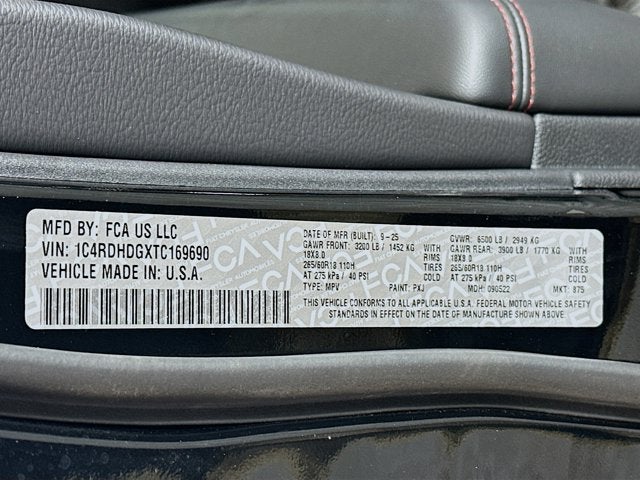 MFD BY: FCA US LLC
VIN: 1C4RDHDGXTC169690
VEHICLE MADE IN: U.S.A.
DATE OF MFR (BUILT): 9-25 GVWR: 6500 LB / 2949 KG
GAWR FRONT: 3200 LB / 1452 KG GAWR REAR: 3900 LB / 1770 KG
18X8.0 RIMS 18X8.0
265/60R18 110H TIRES 265/60R18 110H TIRES
AT 275 kPa / 40 PSI COLD AT 275 kPa / 40 PSI COLD
TYPE: MPV PAINT: PXJ MDH: 090522 MKT: 875
THIS VEHICLE CONFORMS TO ALL APPLICABLE U.S.A. FEDERAL MOTOR VEHICLE SAFETY
STANDARDS IN EFFECT ON THE DATE OF MANUFACTURE SHOWN ABOVE.